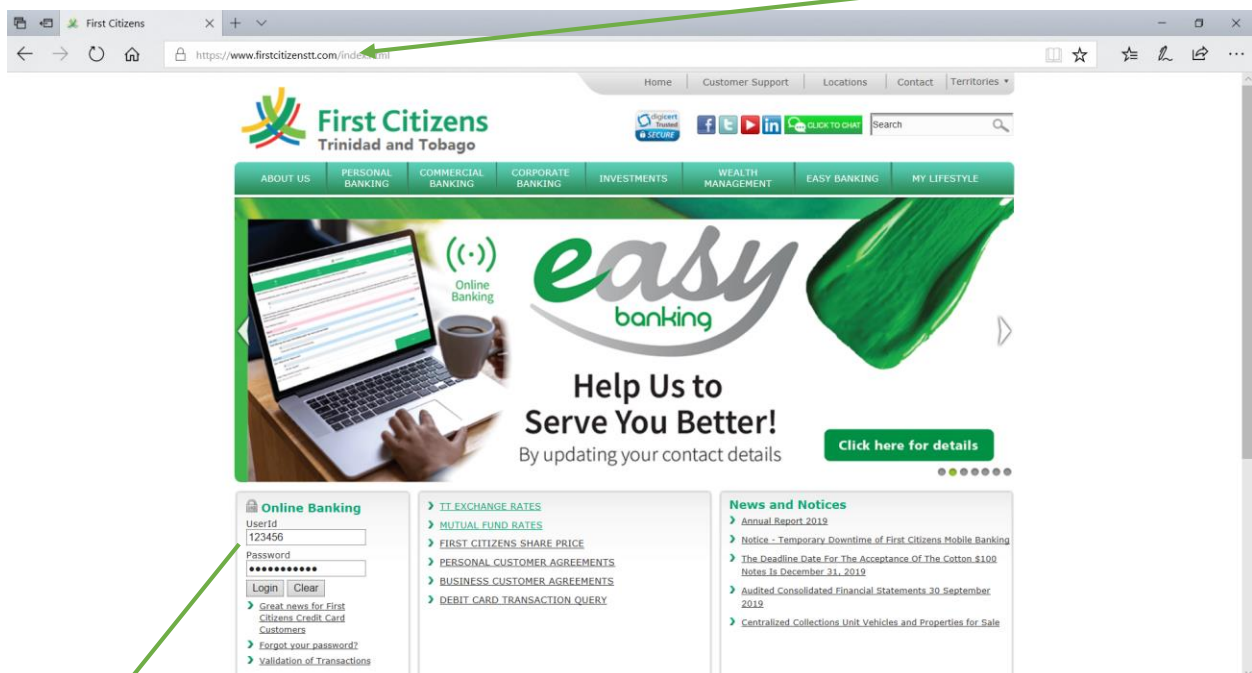 First Citizens
https://www.firstcitizenstt.com/index.html
Home Customer Support Locations Contact Territories
First Citizens
Trinidad and Tobago
digicert
Trusted
SECURE
CLICK TO CHAT
Search
ABOUT US
PERSONAL BANKING
COMMERCIAL BANKING
CORPORATE BANKING
INVESTMENTS
WEALTH MANAGEMENT
EASY BANKING
MY LIFESTYLE
Online
Banking
easy
banking
Help Us to
Serve You Better!
By updating your contact details
Click here for details
Online Banking
UserId
123456
Password
Login Clear
Great news for First
Citizens Credit Card
Customers
Forgot your password?
Validation of Transactions
TT EXCHANGE RATES
MUTUAL FUND RATES
FIRST CITIZENS SHARE PRICE
PERSONAL CUSTOMER AGREEMENTS
BUSINESS CUSTOMER AGREEMENTS
DEBIT CARD TRANSACTION QUERY
News and Notices
Annual Report 2019
Notice - Temporary Downtime of First Citizens Mobile Banking
The Deadline Date For The Acceptance Of The Cotton $100
Notes Is December 31, 2019
Audited Consolidated Financial Statements 30 September
2019
Centralized Collections Unit Vehicles and Properties for Sale